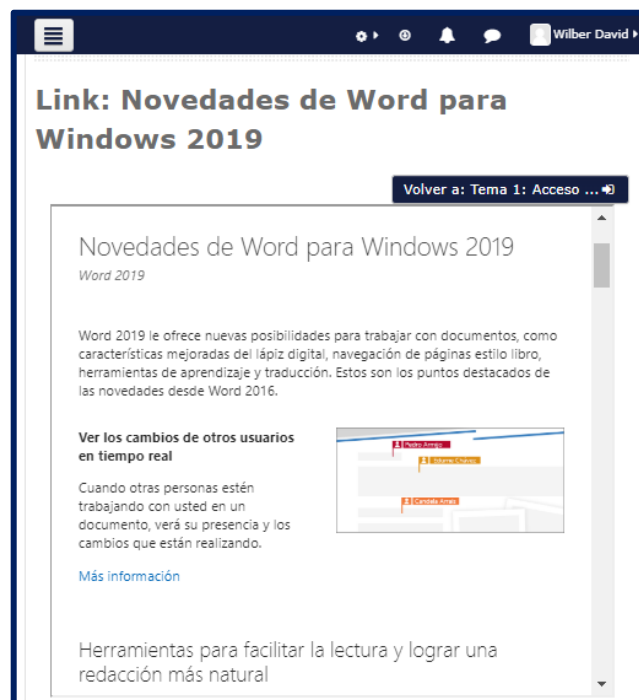 Wilber David
Link: Novedades de Word para
Windows 2019
Volver a: Tema 1: Acceso ...
Novedades de Word para Windows 2019
Word 2019
Word 2019 le ofrece nuevas posibilidades para trabajar con documentos, como
características mejoradas del lápiz digital, navegación de páginas estilo libro,
herramientas de aprendizaje y traducción. Estos son los puntos destacados de
las novedades desde Word 2016.
Ver los cambios de otros usuarios
en tiempo real
Cuando otras personas estén
trabajando con usted en un
documento, verá su presencia y los
cambios que están realizando.
Más información
Pedro Armijo
Chávez
Candela
Herramientas para facilitar la lectura y lograr una
redacción más natural